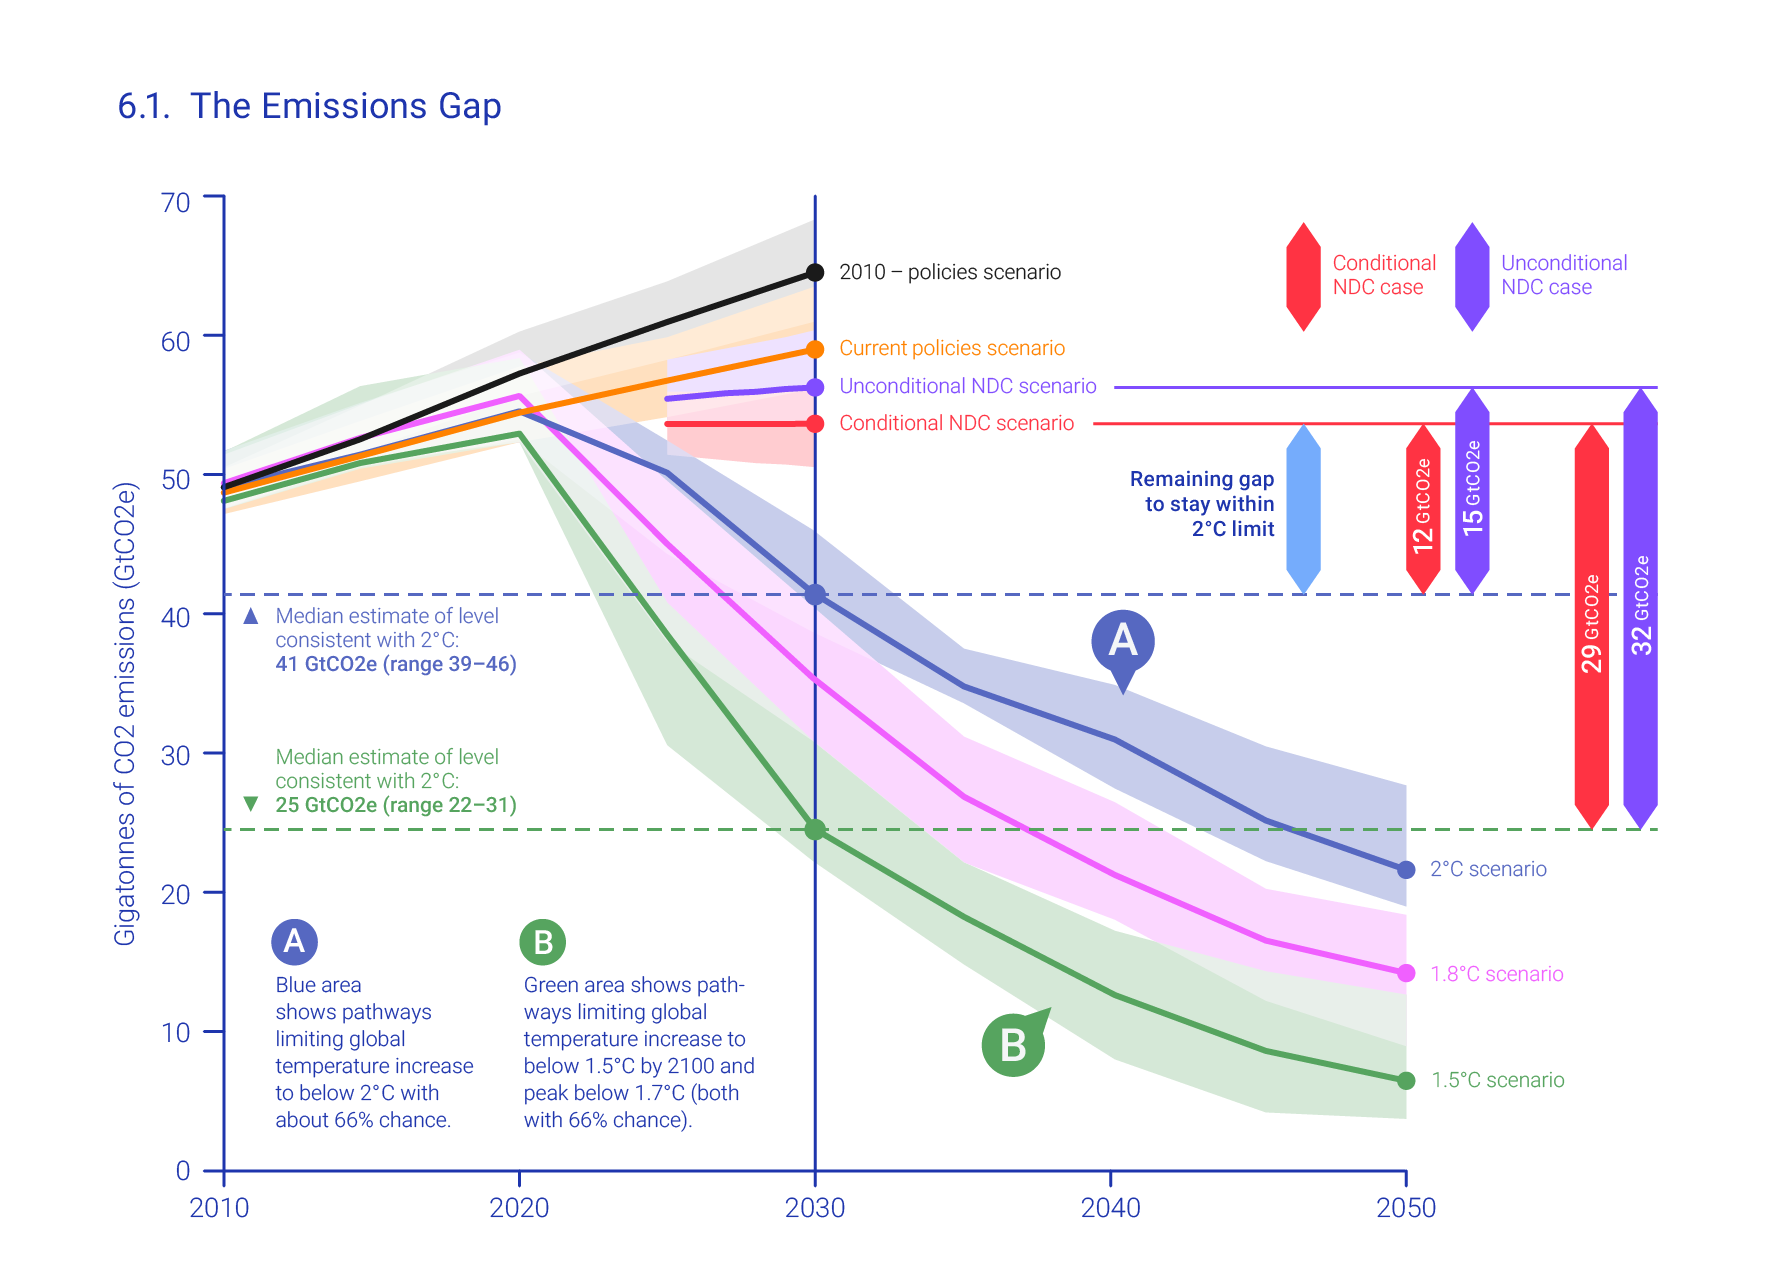 6.1. The Emissions Gap
Gigatonnes of CO2 emissions (GtCO2e)
70
60
50
40
30
20
10
0
2010
2020
2030
2040
2050
2010 – policies scenario
Current policies scenario
Unconditional NDC scenario
Conditional NDC scenario
Conditional
NDC case
Unconditional
NDC case
Remaining gap
to stay within
2°C limit
12 GtCO2e
15 GtCO2e
29 GtCO2e
32 GtCO2e
Median estimate of level
consistent with 2°C:
41 GtCO2e (range 39–46)
Median estimate of level
consistent with 2°C:
25 GtCO2e (range 22–31)
A
B
2°C scenario
1.8°C scenario
1.5°C scenario
A
Blue area
shows pathways
limiting global
temperature increase
to below 2°C with
about 66% chance.
B
Green area shows path-
ways limiting global
temperature increase to
below 1.5°C by 2100 and
peak below 1.7°C (both
with 66% chance).